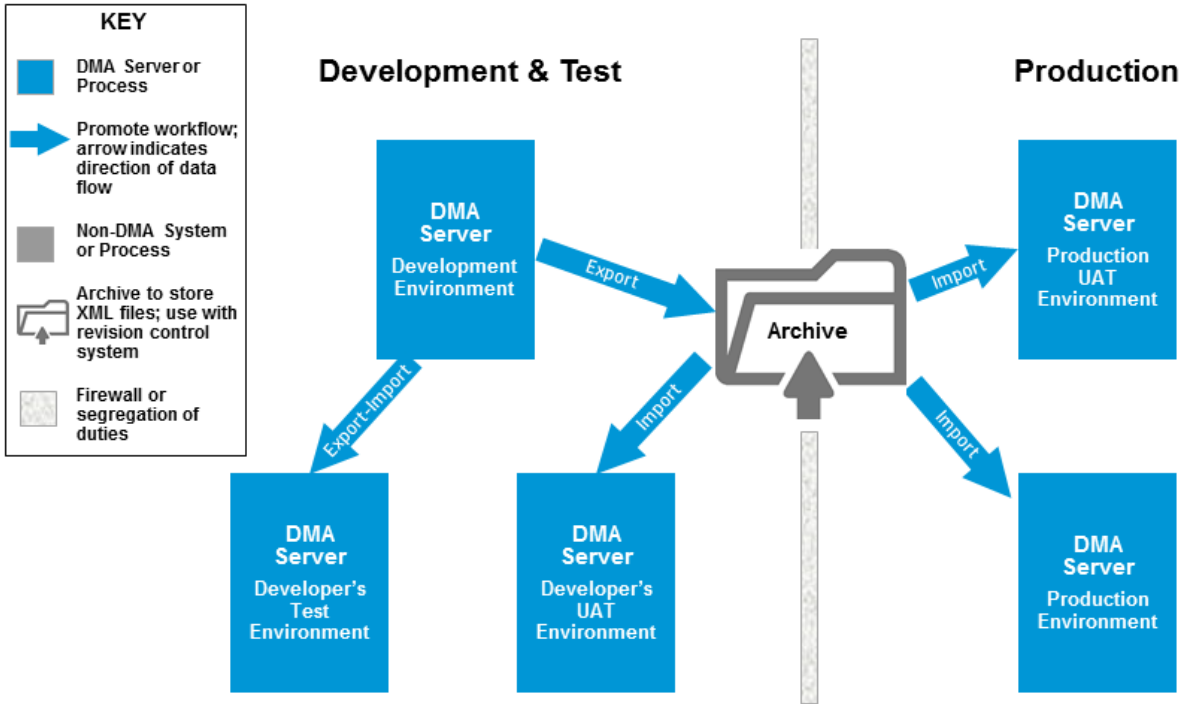 KEY
DMA Server or
Process
Promote workflow;
arrow indicates
direction of data
flow
Non-DMA System
or Process
Archive to store
XML files; use with
revision control
system
Firewall or
segregation of
duties
Development & Test
Production
DMA
Server
Development
Environment
Export
Archive
Import
DMA
Server
Production
UAT
Environment
Export-Import
Import
Import
DMA
Server
Developer's
Test
Environment
DMA
Server
Developer's
UAT
Environment
DMA
Server
Production
Environment